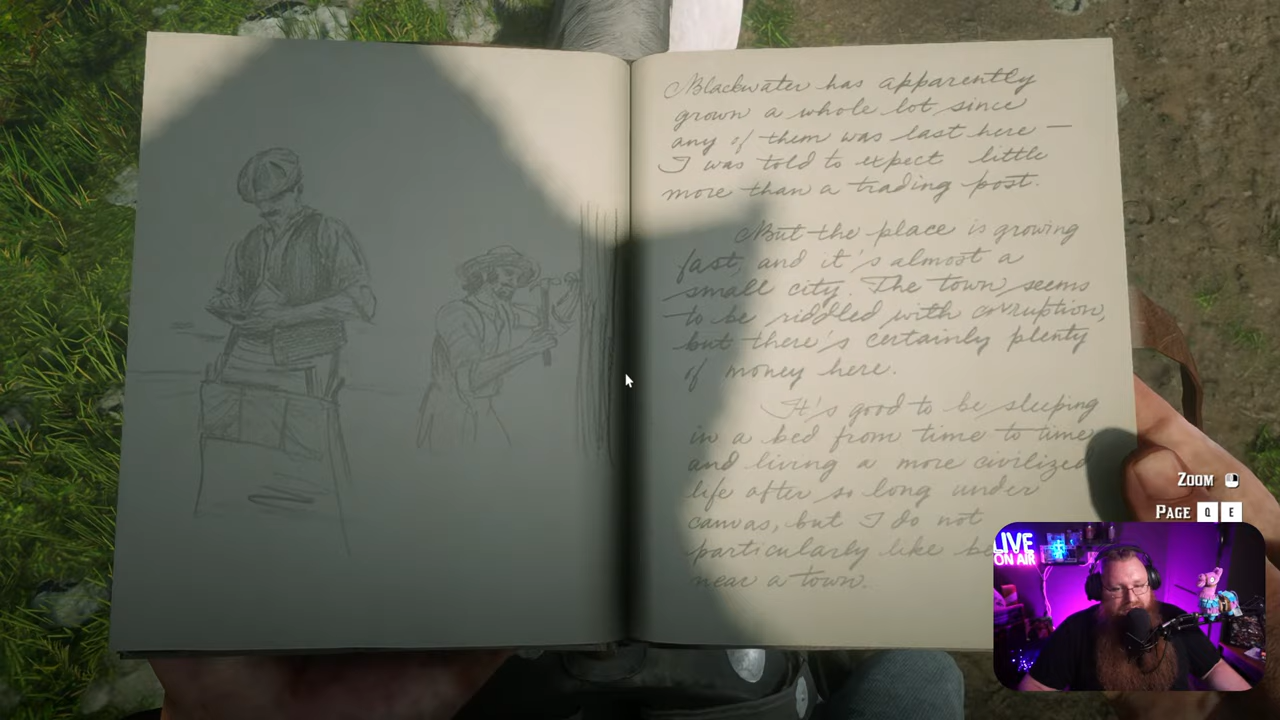 Blackwater has apparently
grown a whole lot since
any of them was last here —
I was told to expect little
more than a trading post.
But the place is growing
fast, and it's almost a
small city. The town seems
to be riddled with corruption,
but there's certainly plenty
of money here.
It's good to be sleeping
in a bed from time to time
and living a more civilized
life after so long under
canvas, but I do not
particularly like
near a town.
ZOOM
PAGE Q E
LIVE
ON AIR